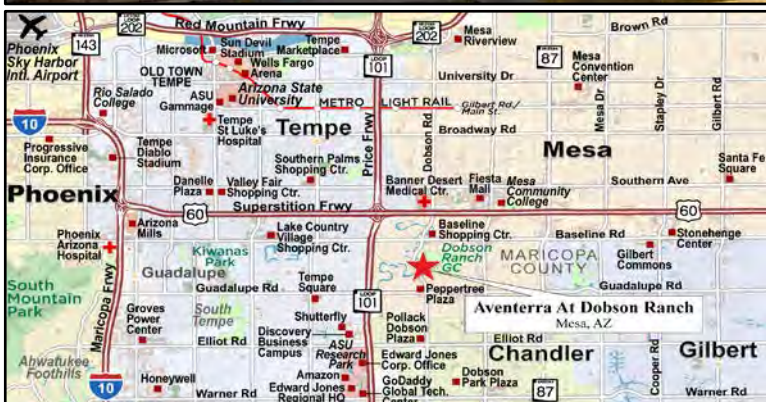 Red Mountain Frwy
LOOP
202
LOOP
202
Brown Rd
143
Phoenix
Sky Harbor
Intl. Airport
Microsoft
Sun Devil
Stadium
Tempe
Marketplace
Mesa
Riverview
Wells Fargo
Arena
LOOP
101
87
Mesa
Convention
Center
University Dr
OLD TOWN
TEMPE
Arizona State
University
Rio Salado
College
ASU
Gammage
METRO LIGHT RAIL
Gilbert Rd./
Main St.
Mesa Dr
Stapley Dr
Gilbert Rd
10
Tempe
St Luke's
Hospital
Tempe
Price Frwy
Dobson Rd
Broadway Rd
Progressive
Insurance
Corp. Office
Tempe
Diablo
Stadium
Mesa
Southern Palms
Shopping Ctr.
Santa Fe
Square
Phoenix
Danelle
Plaza
Valley Fair
Shopping Ctr.
Banner Desert
Medical Ctr.
Fiesta
Mall
Mesa
Community
College
Southern Ave
60
Superstition Frwy
60
Arizona
Mills
Lake Country
Village
Shopping Ctr.
Baseline
Shopping Ctr.
Baseline Rd
Stonehenge
Center
Phoenix
Arizona
Hospital
Kiwanas
Park
Dobson
Ranch
GC
MARICOPA
COUNTY
Gilbert
Commons
Guadalupe
South
Mountain
Park
Maricopa Frwy
Guadalupe Rd
Tempe
Square
LOOP
101
Peppertree
Plaza
Guadalupe Rd
Aventerra At Dobson Ranch
Mesa, AZ
Groves
Power
Center
South
Tempe
Shutterfly
Pollack
Dobson
Plaza
Discovery
Business
Campus
Elliot Rd
ASU
Research
Park
Elliot Rd
Cooper Rd
Chandler
Gilbert
Ahwatukee
Foothills
Edward Jones
Corp. Office
10
Honeywell
Amazon
Edward Jones
Regional HQ
GoDaddy
Global Tech.
Center
Dobson
Park Plaza
Warner Rd
87
Warner Rd